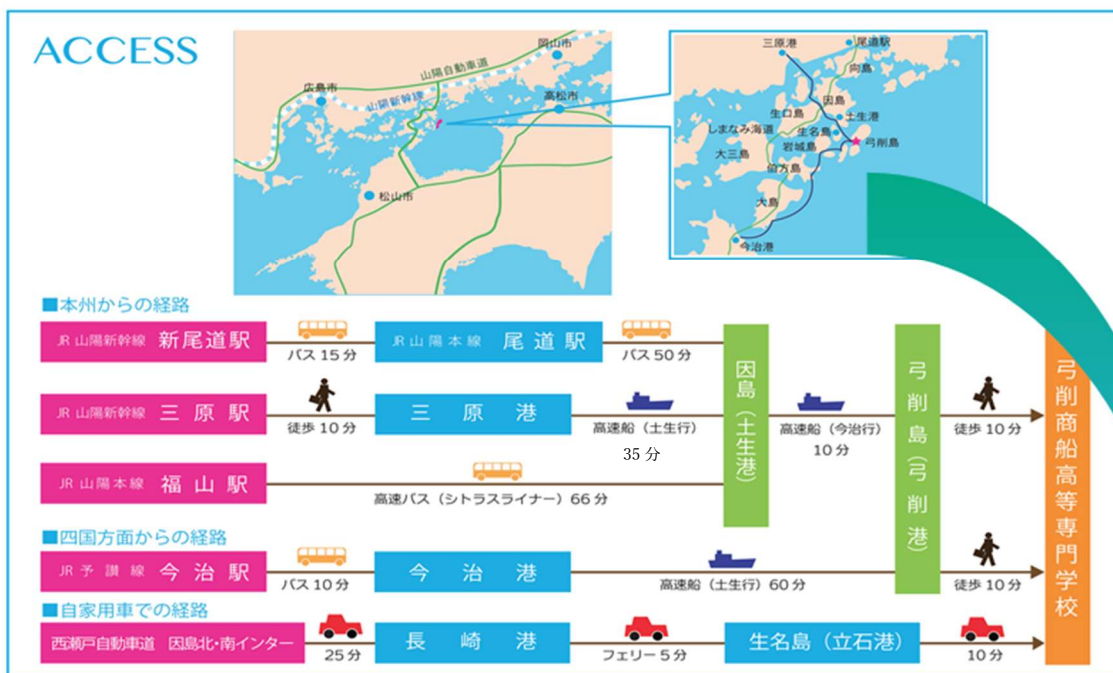 ACCESS
岡山市
山陽自動車道
広島市
山陽新幹線
高松市
松山市
三原港
尾道駅
向島
因島
生口島
土生港
しまなみ海道
生名島
弓削島
岩城島
大三島
伯方島
大島
今治港
■本州からの経路
JR 山陽新幹線 新尾道駅
バス 15 分
JR 山陽本線 尾道駅
バス 50 分
JR 山陽新幹線 三原駅
徒歩 10 分
三原港
高速船（土生行）
35 分
因島（土生港）
高速船（今治行）
10 分
弓削島（弓削港）
徒歩 10 分
弓削商船高等専門学校
JR 山陽本線 福山駅
高速バス（シトラスライナー）66 分
■四国方面からの経路
JR 予讃線 今治駅
バス 10 分
今治港
高速船（土生行）60 分
徒歩 10 分
■自家用車での経路
西瀬戸自動車道 因島北・南インター
25 分
長崎港
フェリー 5 分
生名島（立石港）
10 分